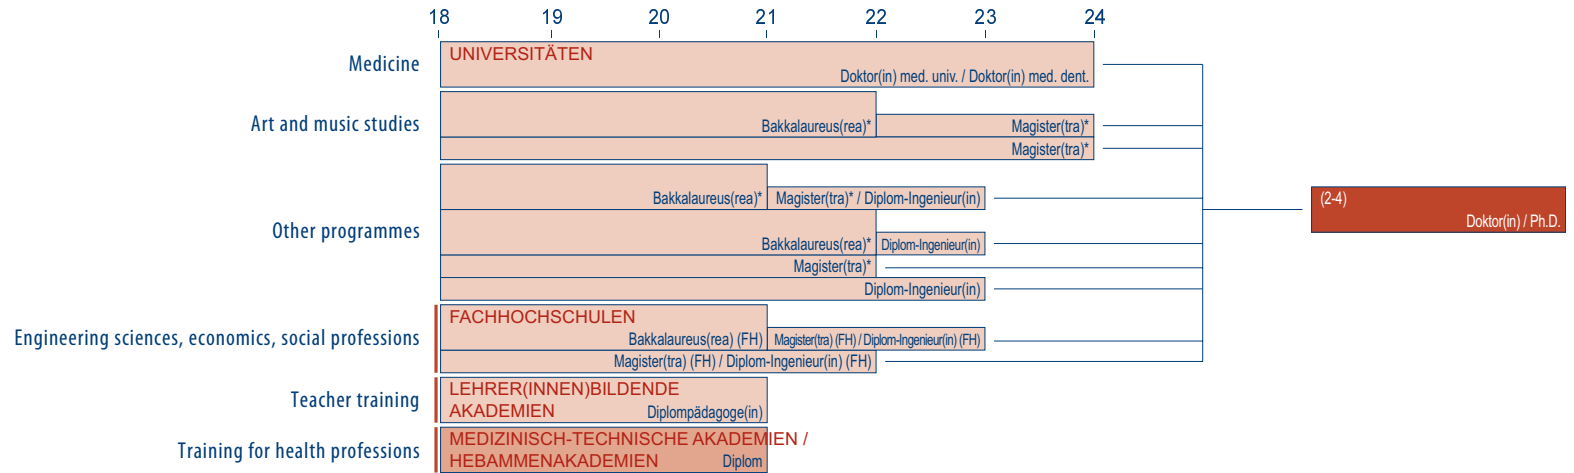 18 19 20 21 22 23 24
Medicine
UNIVERSITÄTEN
Doktor(in) med. univ. / Doktor(in) med. dent.
Art and music studies
Bakkalaureus(rea)*
Magister(tra)*
Magister(tra)*
Other programmes
Bakkalaureus(rea)*
Magister(tra)* / Diplom-Ingenieur(in)
Bakkalaureus(rea)*
Diplom-Ingenieur(in)
Magister(tra)*
Diplom-Ingenieur(in)
(2-4)
Doktor(in) / Ph.D.
Engineering sciences, economics, social professions
FACHHOCHSCHULEN
Bakkalaureus(rea) (FH)
Magister(tra) (FH) / Diplom-Ingenieur(in) (FH)
Magister(tra) (FH) / Diplom-Ingenieur(in) (FH)
Teacher training
LEHRER(INNEN)BILDENDE
AKADEMIEN
Diplompädagoge(in)
Training for health professions
MEDIZINISCH-TECHNISCHE AKADEMIEN /
HEBAMMENAKADEMIEN
Diplom